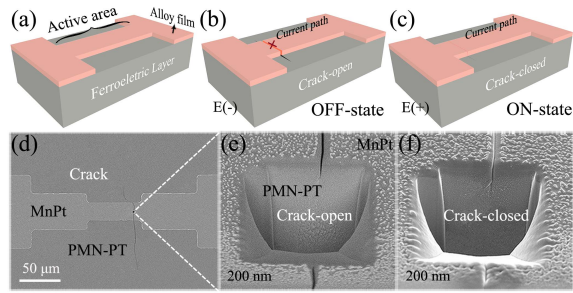 (a)
Active area
Alloy film
Ferroeletric Layer
(b)
Current path
Crack-open
E(-)
OFF-state
(c)
Current path
Crack-closed
E(+)
ON-state
(d)
Crack
MnPt
PMN-PT
50 μm
(e)
MnPt
PMN-PT
Crack-open
200 nm
(f)
Crack-closed
200 nm